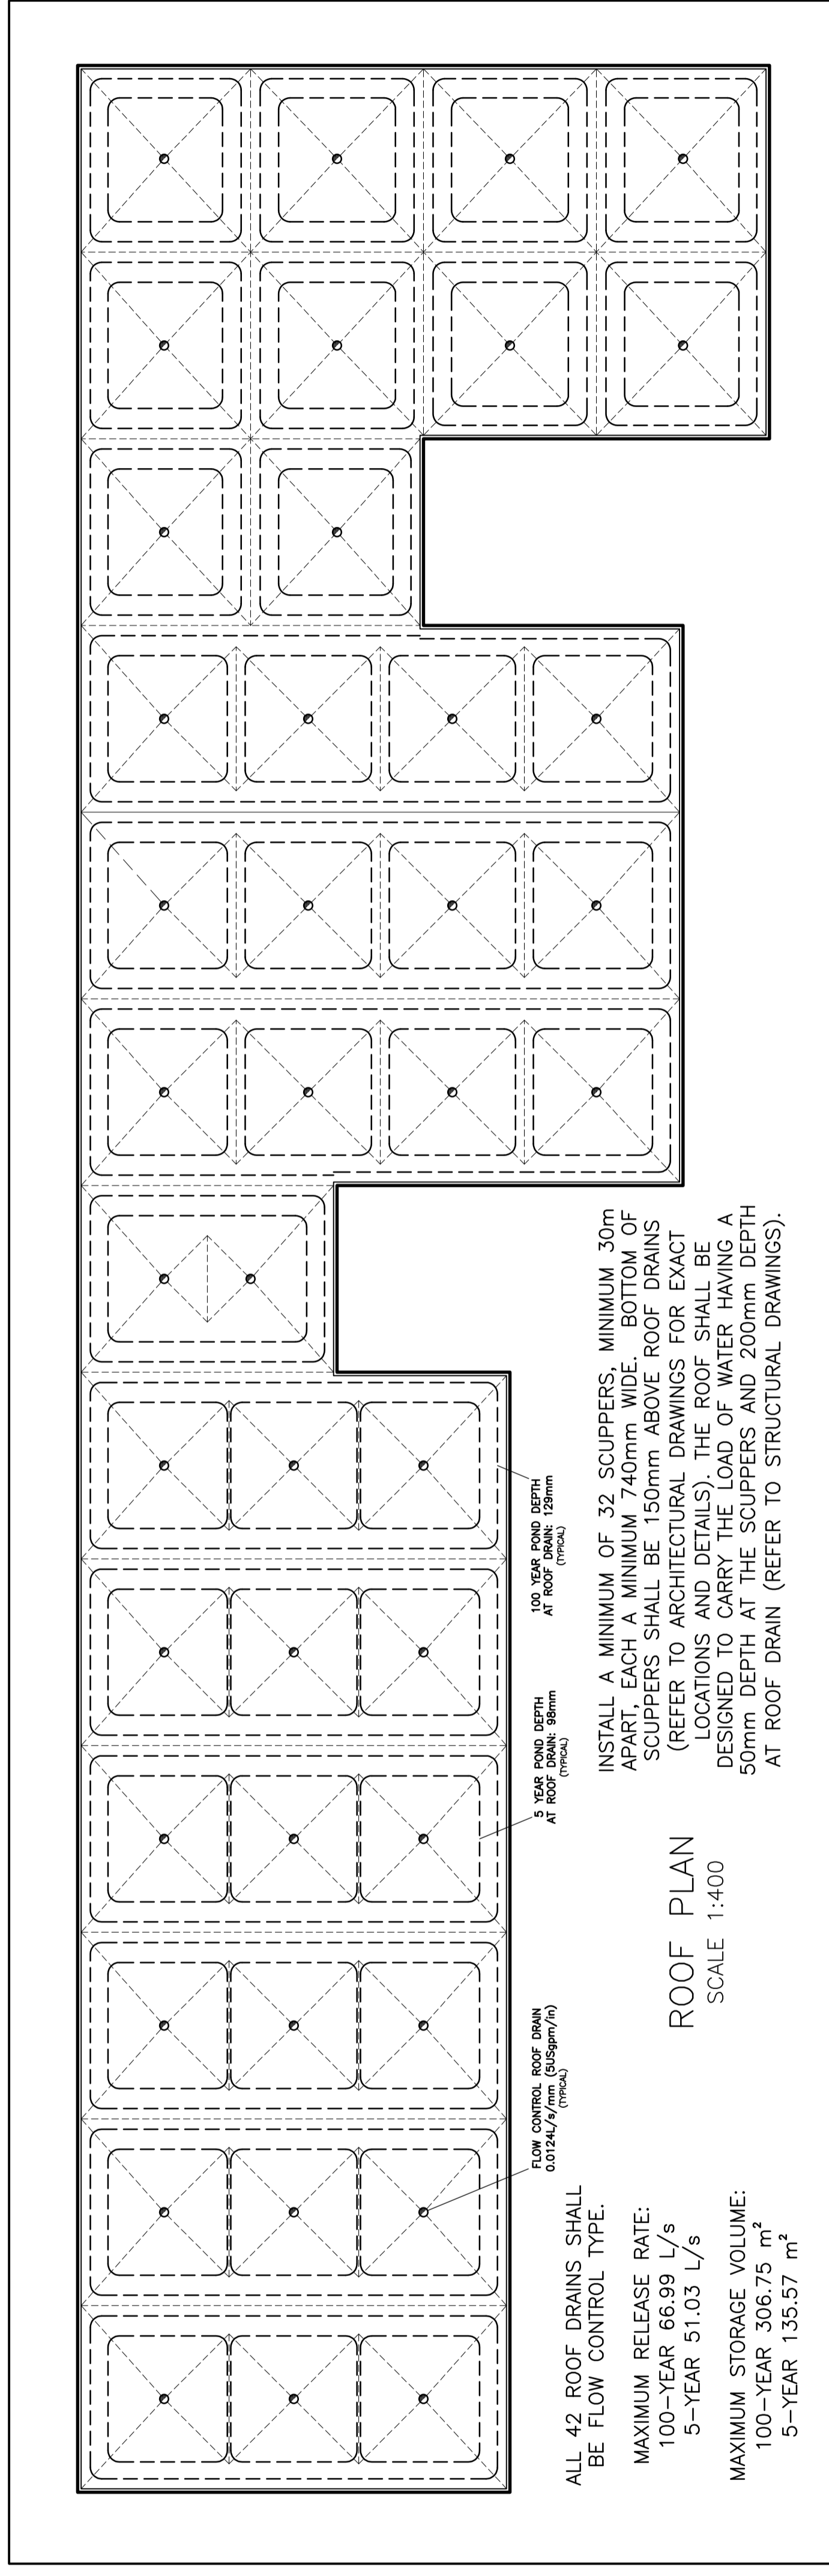 ALL 42 ROOF DRAINS SHALL
BE FLOW CONTROL TYPE.
MAXIMUM RELEASE RATE:
100-YEAR 66.99 L/s
5-YEAR 51.03 L/s
MAXIMUM STORAGE VOLUME:
100-YEAR 306.75 m²
5-YEAR 135.57 m²
FLOW CONTROL ROOF DRAIN
0.0124L/s/mm (5USgpm/in)
(TYPICAL)
5 YEAR POND DEPTH
AT ROOF DRAIN: 98mm
(TYPICAL)
100 YEAR POND DEPTH
AT ROOF DRAIN: 129mm
(TYPICAL)
ROOF PLAN
SCALE 1:400
INSTALL A MINIMUM OF 32 SCUPPERS, MINIMUM 30m
APART, EACH A MINIMUM 740mm WIDE. BOTTOM OF
SCUPPERS SHALL BE 150mm ABOVE ROOF DRAINS
(REFER TO ARCHITECTURAL DRAWINGS FOR EXACT
LOCATIONS AND DETAILS). THE ROOF SHALL BE
DESIGNED TO CARRY THE LOAD OF WATER HAVING A
50mm DEPTH AT THE SCUPPERS AND 200mm DEPTH
AT ROOF DRAIN (REFER TO STRUCTURAL DRAWINGS).